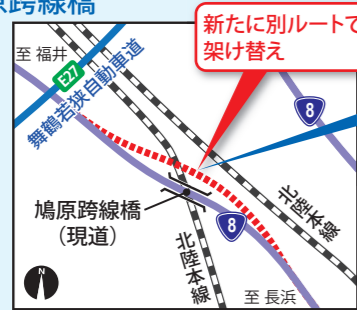 原跨線橋
新たに別ルートで
架け替え
至 福井
E27
舞鶴若狭自動車道
8
鳩原跨線橋
(現道)
8
北陸本線
北陸本線
至 長浜
N